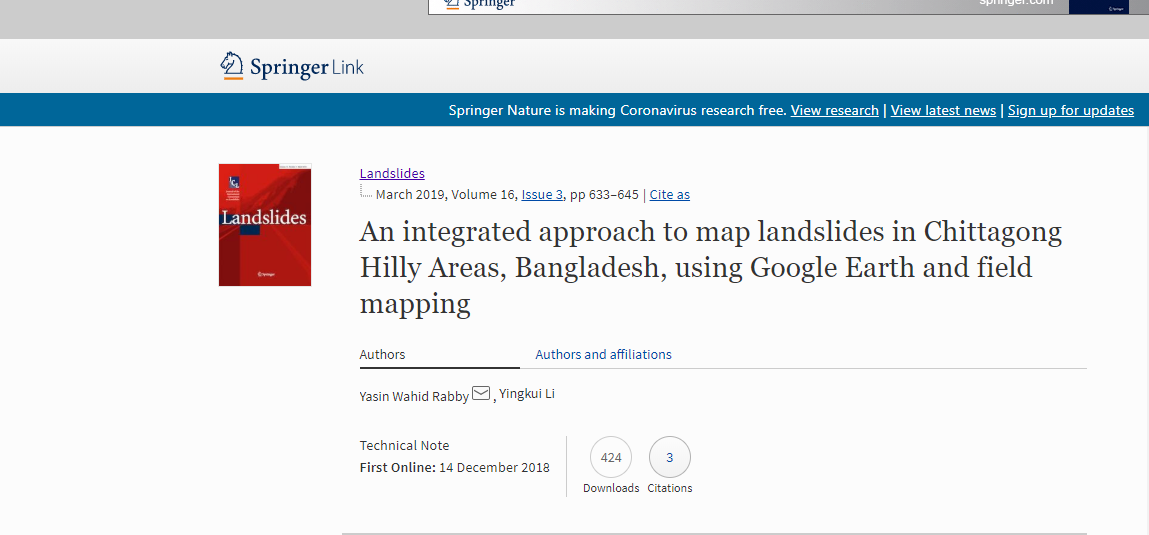 Springer
springer.com
Springer Link
Springer Nature is making Coronavirus research free. View research | View latest news | Sign up for updates
Landslides
Landslides
March 2019, Volume 16, Issue 3, pp 633–645 | Cite as
An integrated approach to map landslides in Chittagong
Hilly Areas, Bangladesh, using Google Earth and field
mapping
Authors
Authors and affiliations
Yasin Wahid Rabby , Yingkui Li
Technical Note
First Online: 14 December 2018
424
Downloads
3
Citations